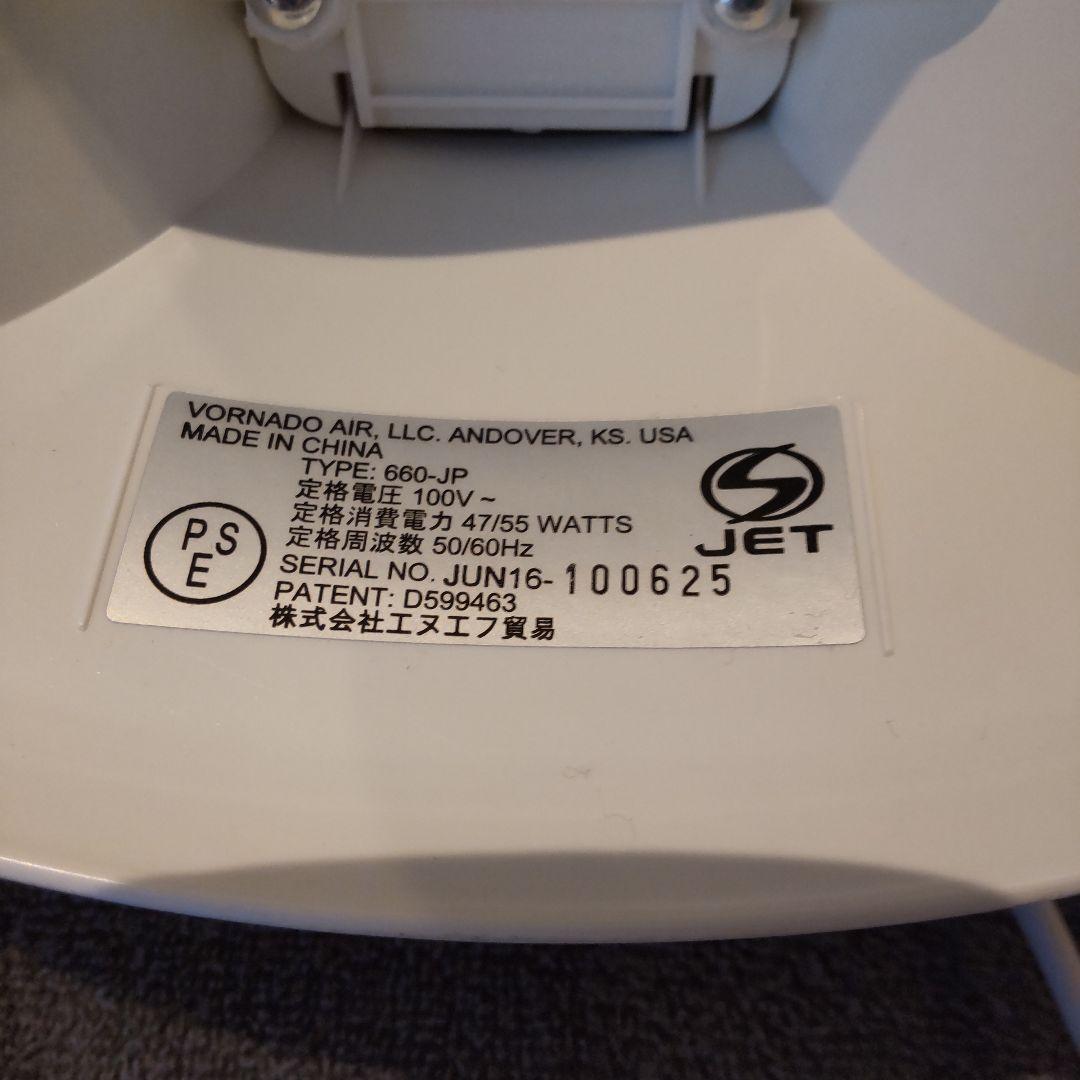 VORNADO AIR, LLC. ANDOVER, KS. USA
MADE IN CHINA
TYPE: 660-JP
定格電圧 100V ~
定格消費電力 47/55 WATTS
定格周波数 50/60Hz
SERIAL NO. JUN16-100625
PATENT: D599463
株式会社エヌエフ貿易
PS
E
JET